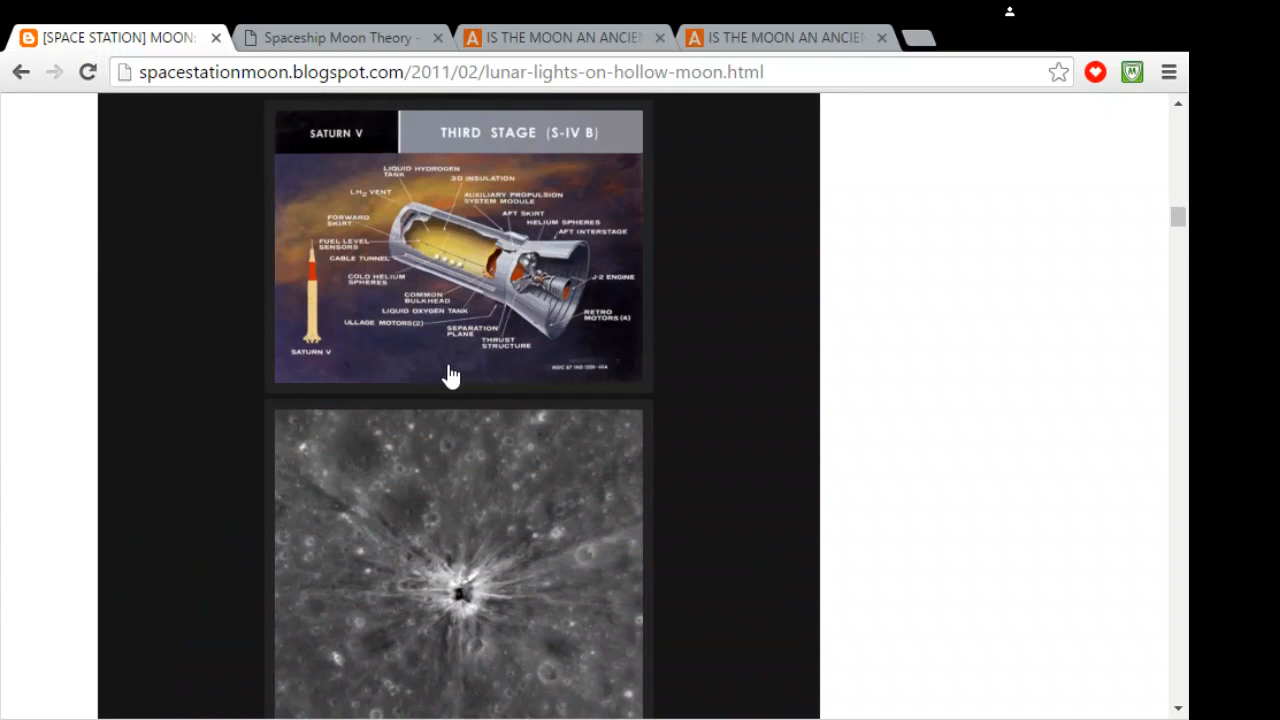 [SPACE STATION] MOON:
Spaceship Moon Theory -
IS THE MOON AN ANCIEN
IS THE MOON AN ANCIEN
spacestationmoon.blogspot.com/2011/02/lunar-lights-on-hollow-moon.html
SATURN V
THIRD STAGE (S-IV B)
LIQUID HYDROGEN
TANK
3D INSULATION
LH2 VENT
AUXILIARY PROPULSION
SYSTEM MODULE
AFT SKIRT
FORWARD
SKIRT
HELIUM SPHERES
AFT INTERSTAGE
FUEL LEVEL
SENSORS
CABLE TUNNEL
COLD HELIUM
SPHERES
J-2 ENGINE
COMMON
BULKHEAD
LIQUID OXYGEN TANK
RETRO
MOTORS (4)
ULLAGE MOTORS(2)
SEPARATION
PLANE
THRUST
STRUCTURE
SATURN V